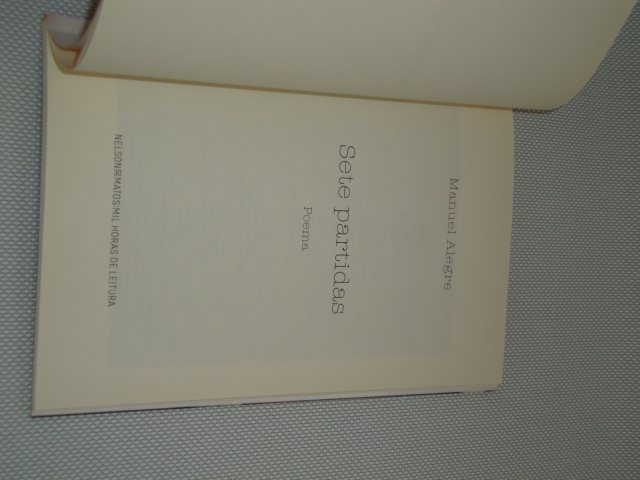 Manuel Alegre
Sete partidas
Poema
NELSON DE MATOS|MIL HORAS DE LEITURA